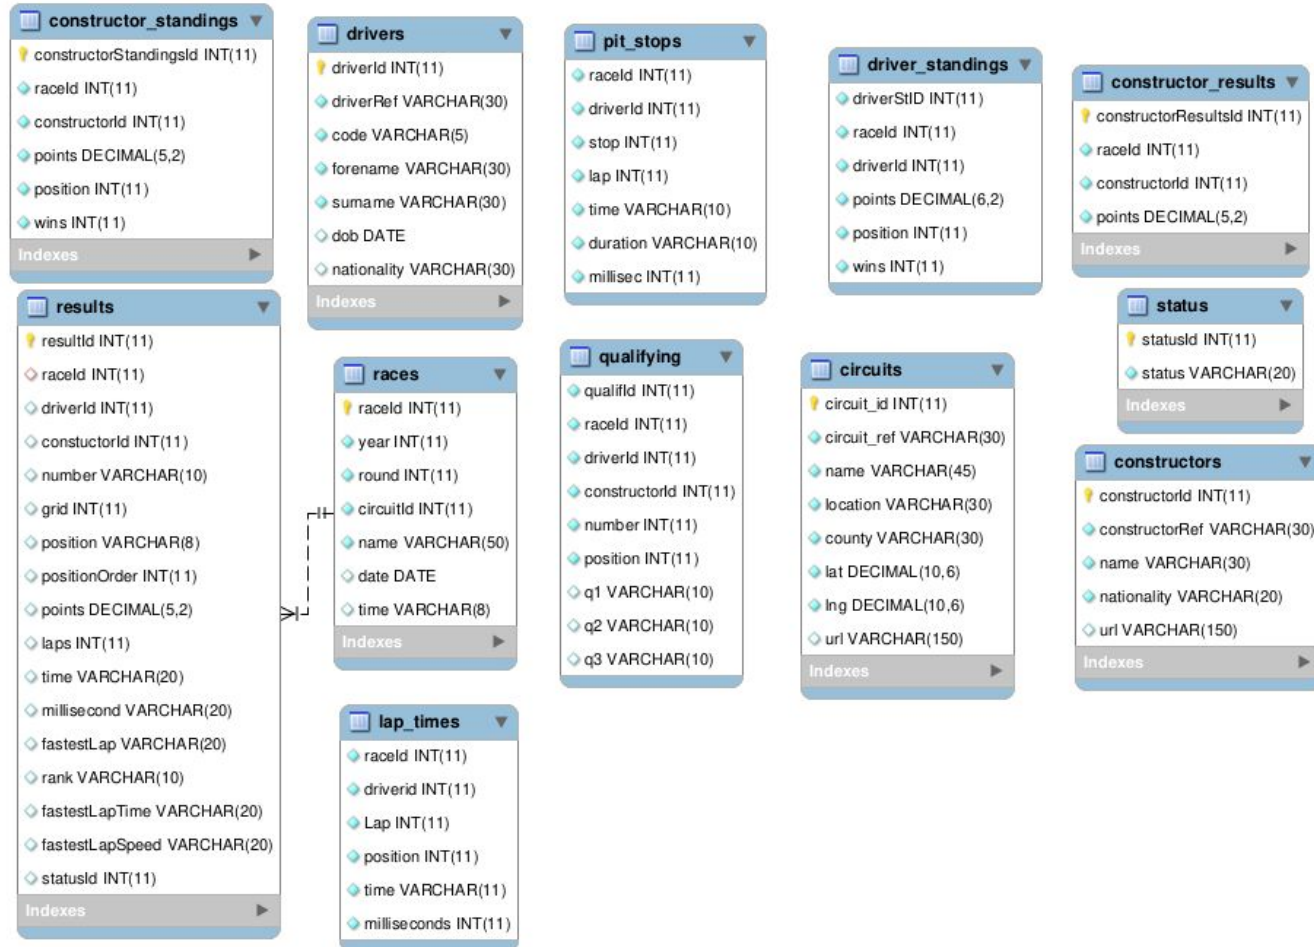 constructor_standings
constructorStandingsId INT(11)
raceId INT(11)
constructorId INT(11)
points DECIMAL(5,2)
position INT(11)
wins INT(11)
Indexes
drivers
driverId INT(11)
driverRef VARCHAR(30)
code VARCHAR(5)
forename VARCHAR(30)
surname VARCHAR(30)
dob DATE
nationality VARCHAR(30)
Indexes
pit_stops
raceId INT(11)
driverId INT(11)
stop INT(11)
lap INT(11)
time VARCHAR(10)
duration VARCHAR(10)
millisec INT(11)
driver_standings
driverStID INT(11)
raceId INT(11)
driverId INT(11)
points DECIMAL(6,2)
position INT(11)
wins INT(11)
constructor_results
constructorResultsId INT(11)
raceId INT(11)
constructorId INT(11)
points DECIMAL(5,2)
Indexes
results
resultId INT(11)
raceId INT(11)
driverId INT(11)
constuctorId INT(11)
number VARCHAR(10)
grid INT(11)
position VARCHAR(8)
positionOrder INT(11)
points DECIMAL(5,2)
laps INT(11)
time VARCHAR(20)
millisecond VARCHAR(20)
fastestLap VARCHAR(20)
rank VARCHAR(10)
fastestLapTime VARCHAR(20)
fastestLapSpeed VARCHAR(20)
statusId INT(11)
Indexes
races
raceId INT(11)
year INT(11)
round INT(11)
circuitId INT(11)
name VARCHAR(50)
date DATE
time VARCHAR(8)
Indexes
qualifying
qualifId INT(11)
raceId INT(11)
driverId INT(11)
constructorId INT(11)
number INT(11)
position INT(11)
q1 VARCHAR(10)
q2 VARCHAR(10)
q3 VARCHAR(10)
circuits
circuit_id INT(11)
circuit_ref VARCHAR(30)
name VARCHAR(45)
location VARCHAR(30)
county VARCHAR(30)
lat DECIMAL(10,6)
lng DECIMAL(10,6)
url VARCHAR(150)
Indexes
status
statusId INT(11)
status VARCHAR(20)
Indexes
constructors
constructorId INT(11)
constructorRef VARCHAR(30)
name VARCHAR(30)
nationality VARCHAR(20)
url VARCHAR(150)
Indexes
lap_times
raceId INT(11)
driverid INT(11)
Lap INT(11)
position INT(11)
time VARCHAR(11)
milliseconds INT(11)